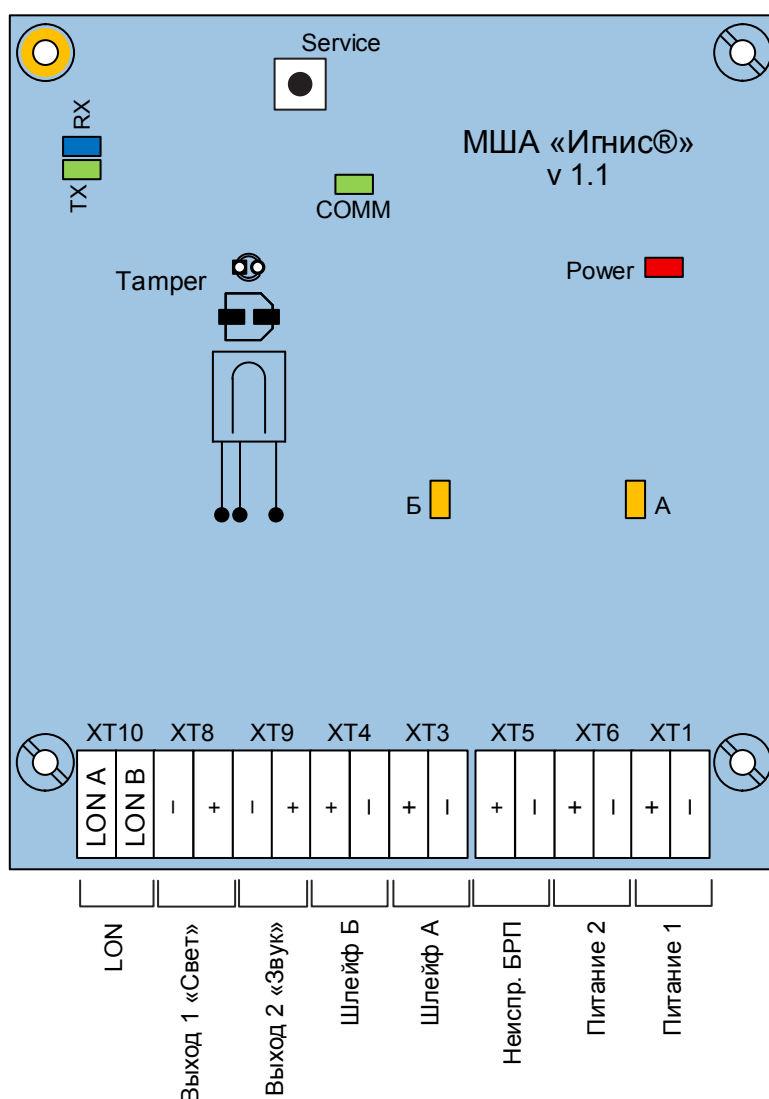 Service
RX
TX
МША «Игнис®»
v 1.1
COMM
Tamper
Power
Б
А
XT10 XT8 XT9 XT4 XT3 XT5 XT6 XT1
LON A LON B – + – + + – + – + – + – + –
LON
Выход 1 «Свет»
Выход 2 «Звук»
Шлейф Б
Шлейф А
Неиспр. БРП
Питание 2
Питание 1